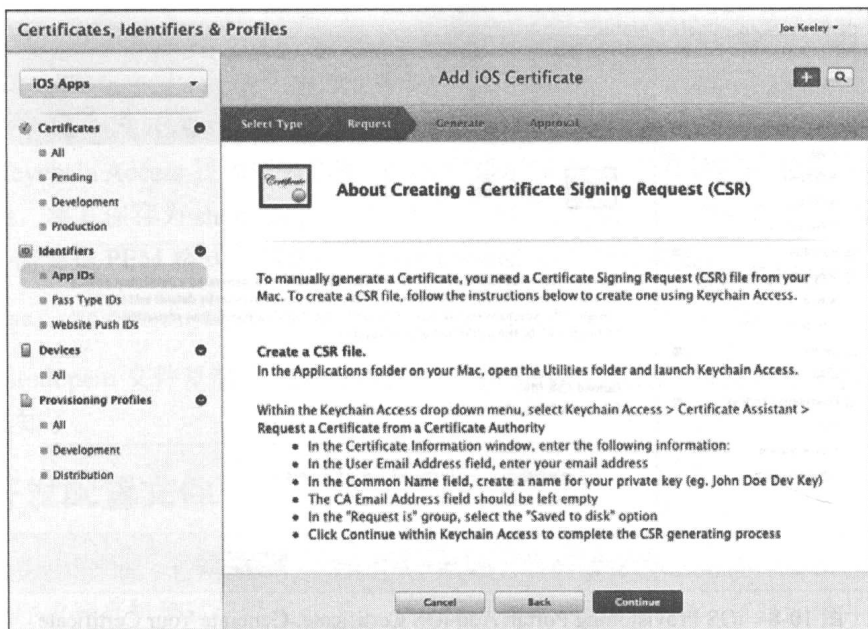 Certificates, Identifiers & Profiles
Joe Keeley
iOS Apps
Certificates
All
Pending
Development
Production
Identifiers
App IDs
Pass Type IDs
Website Push IDs
Devices
All
Provisioning Profiles
All
Development
Distribution
Add iOS Certificate
Select Type
Request
Generate
Approval
Certificate
About Creating a Certificate Signing Request (CSR)
To manually generate a Certificate, you need a Certificate Signing Request (CSR) file from your
Mac. To create a CSR file, follow the instructions below to create one using Keychain Access.
Create a CSR file.
In the Applications folder on your Mac, open the Utilities folder and launch Keychain Access.
Within the Keychain Access drop down menu, select Keychain Access > Certificate Assistant >
Request a Certificate from a Certificate Authority
• In the Certificate Information window, enter the following information:
• In the User Email Address field, enter your email address
• In the Common Name field, create a name for your private key (eg. John Doe Dev Key)
• The CA Email Address field should be left empty
• In the "Request is" group, select the "Saved to disk" option
• Click Continue within Keychain Access to complete the CSR generating process
Cancel
Back
Continue